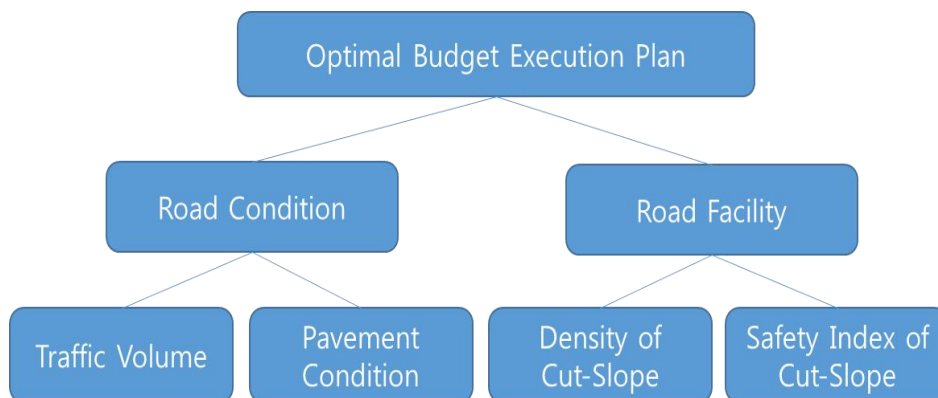 Optimal Budget Execution Plan
Road Condition
Road Facility
Traffic Volume
Pavement
Condition
Density of
Cut-Slope
Safety Index of
Cut-Slope